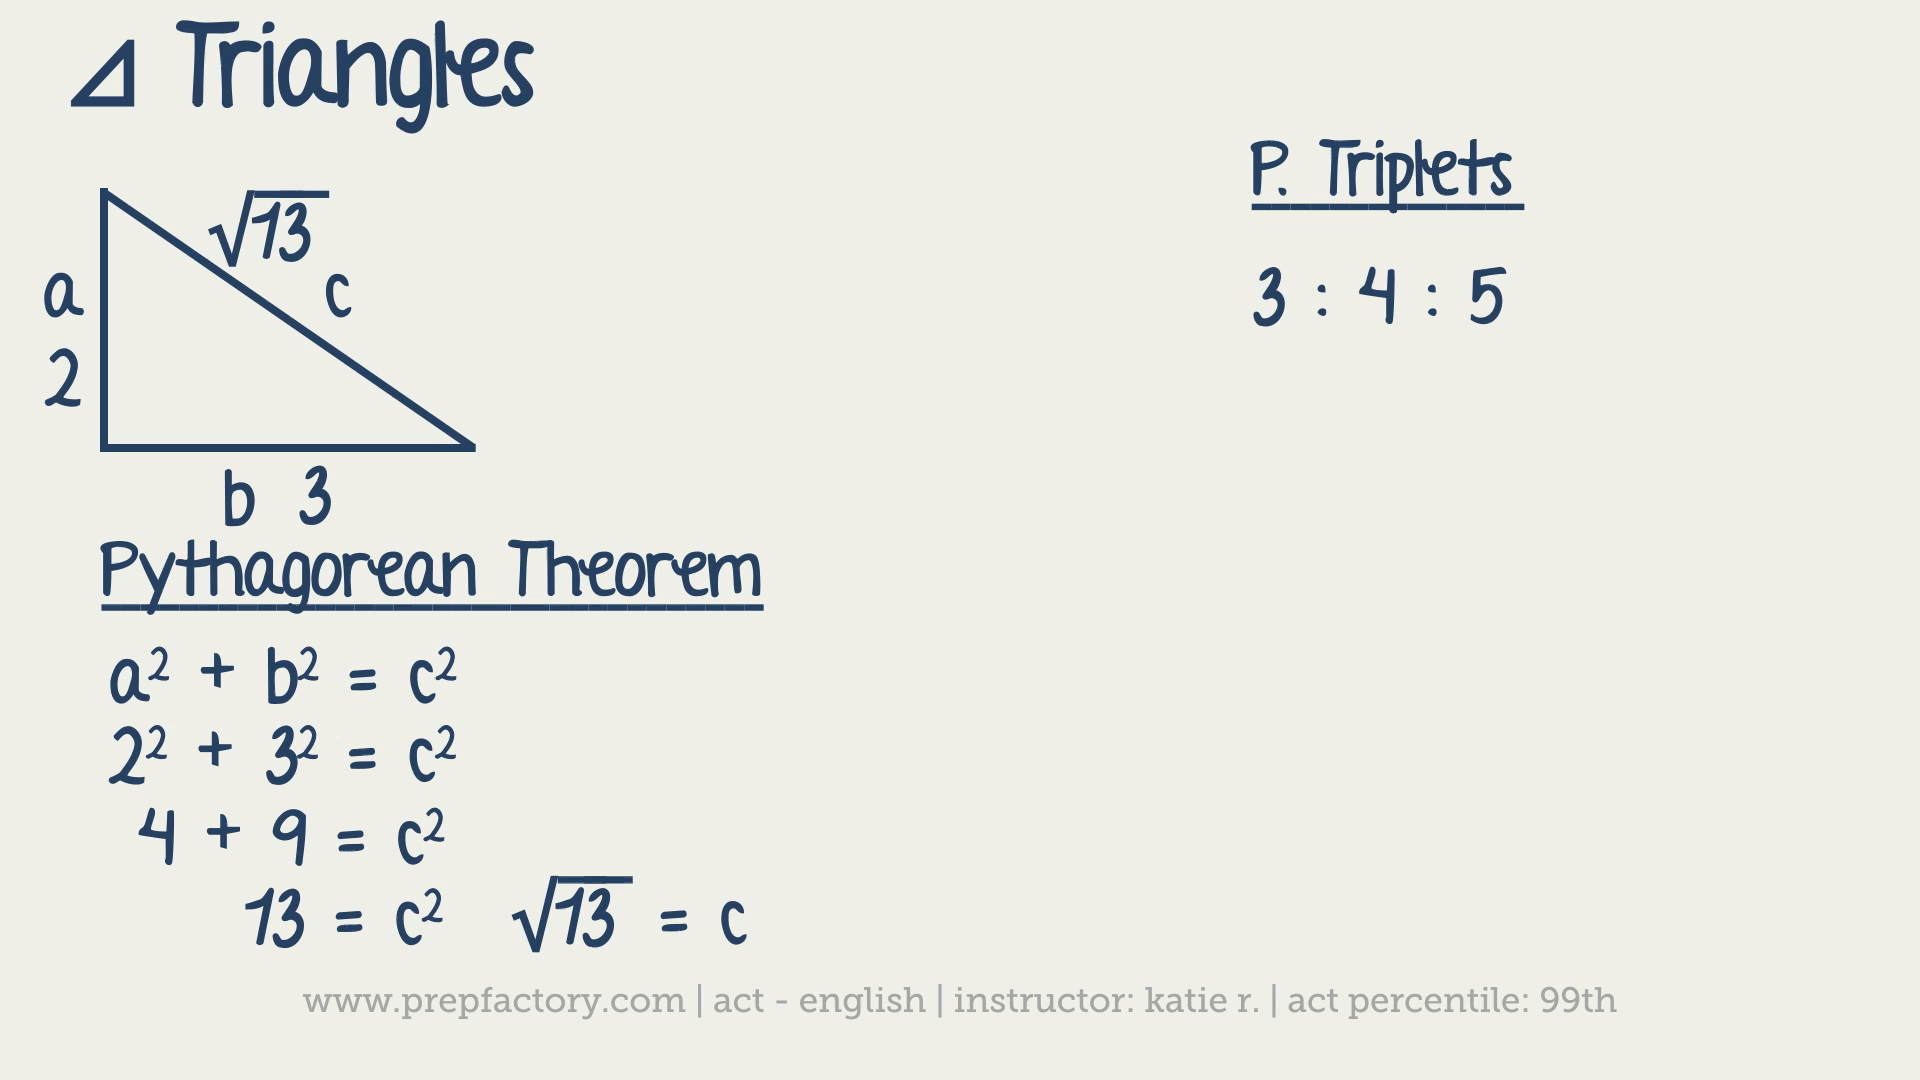 ⊿ Triangles
P. Triplets
√13
3 : 4 : 5
a
c
2
b 3
Pythagorean Theorem
a² + b² = c²
2² + 3² = c²
4 + 9 = c²
13 = c² √13 = c
www.prepfactory.com | act - english | instructor: katie r. | act percentile: 99th